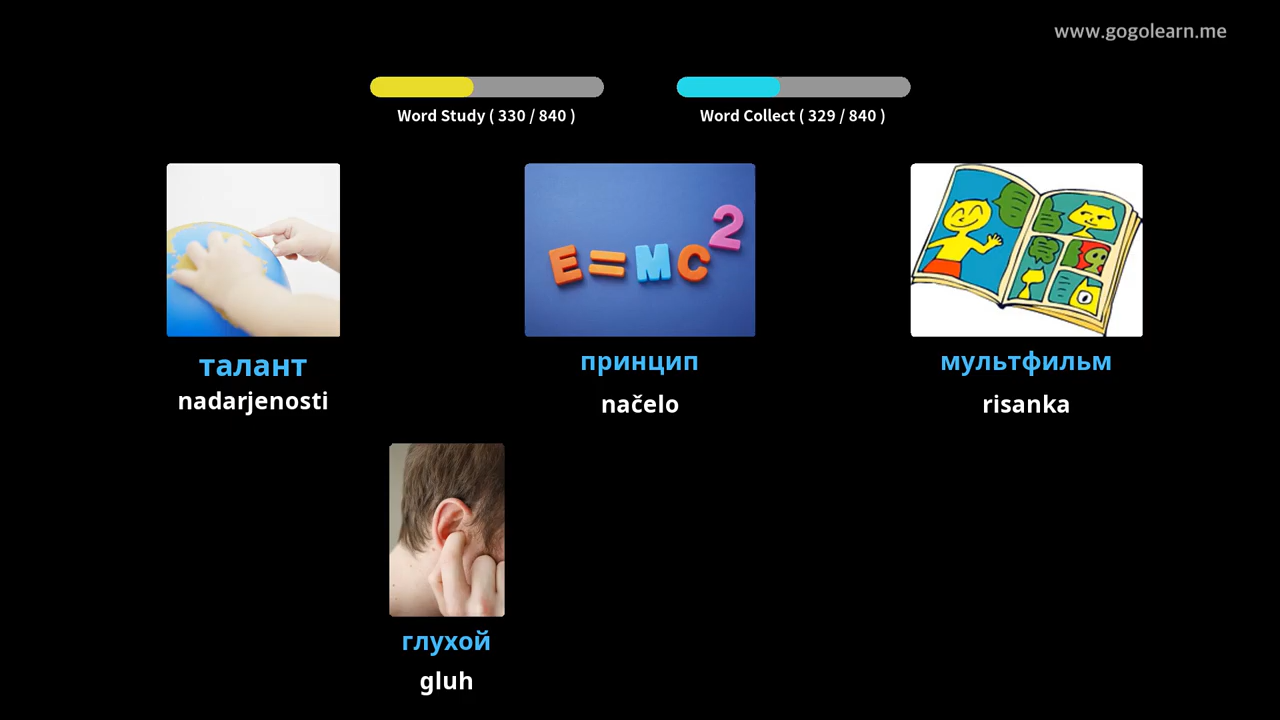 www.gogolearn.me
Word Study ( 330 / 840 )
Word Collect ( 329 / 840 )
E=MC2
талант
nadarjenosti
принцип
načelo
мультфильм
risanka
глухой
gluh